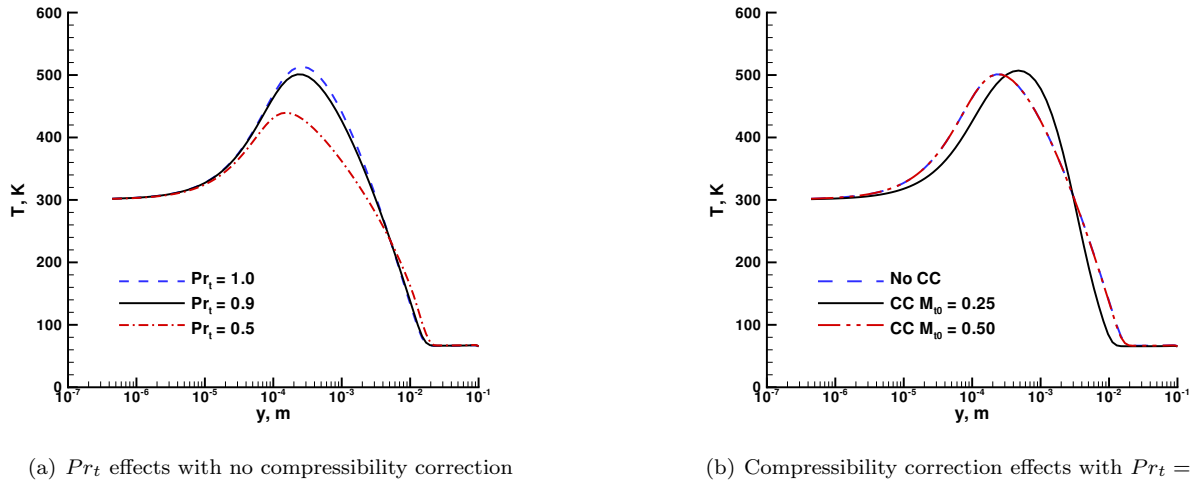 600
500
400
300
200
100
0
T, K
Pr_t = 1.0
Pr_t = 0.9
Pr_t = 0.5
10^-7 10^-6 10^-5 10^-4 10^-3 10^-2 10^-1
y, m
(a) Pr_t effects with no compressibility correction
600
500
400
300
200
100
0
T, K
No CC
CC M_t0 = 0.25
CC M_t0 = 0.50
10^-7 10^-6 10^-5 10^-4 10^-3 10^-2 10^-1
y, m
(b) Compressibility correction effects with Pr_t =